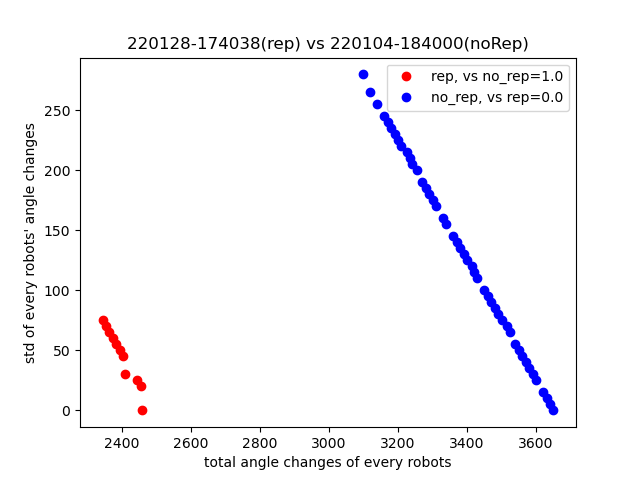 220128-174038(rep) vs 220104-184000(noRep)
rep, vs no_rep=1.0
no_rep, vs rep=0.0
std of every robots' angle changes
250
200
150
100
50
0
2400 2600 2800 3000 3200 3400 3600
total angle changes of every robots